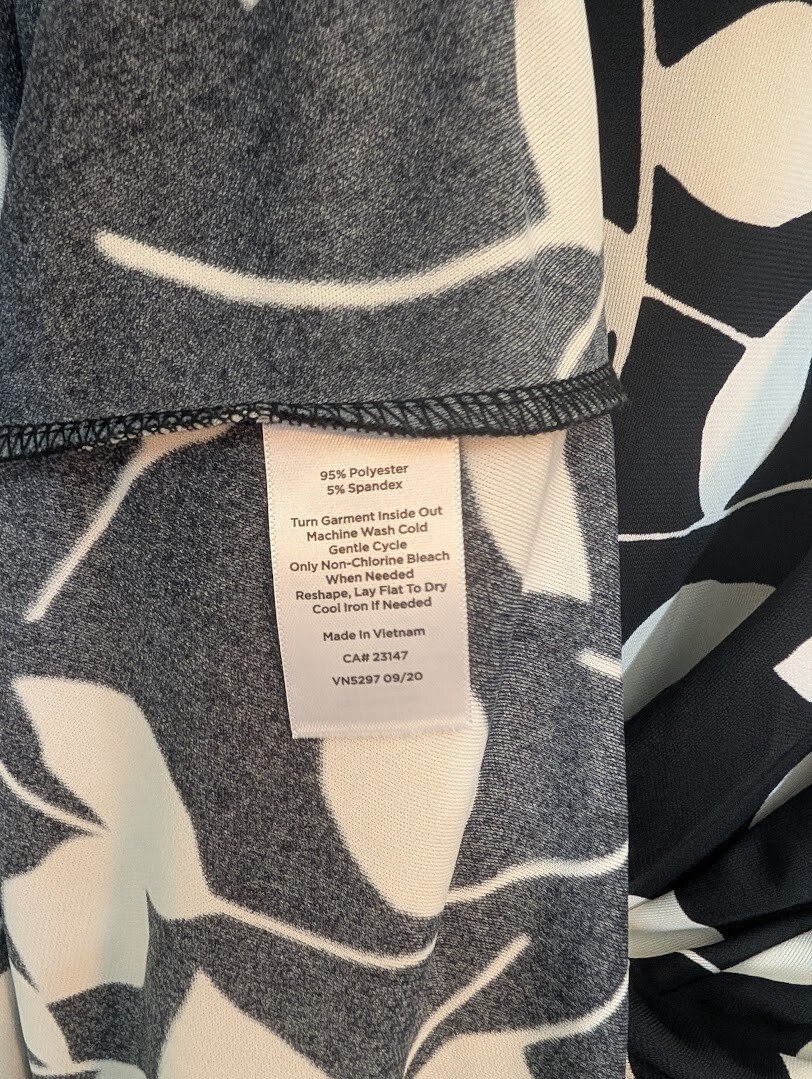 95% Polyester
5% Spandex
Turn Garment Inside Out
Machine Wash Cold
Gentle Cycle
Only Non-Chlorine Bleach
When Needed
Reshape, Lay Flat To Dry
Cool Iron If Needed
Made In Vietnam
CA# 23147
VN5297 09/20